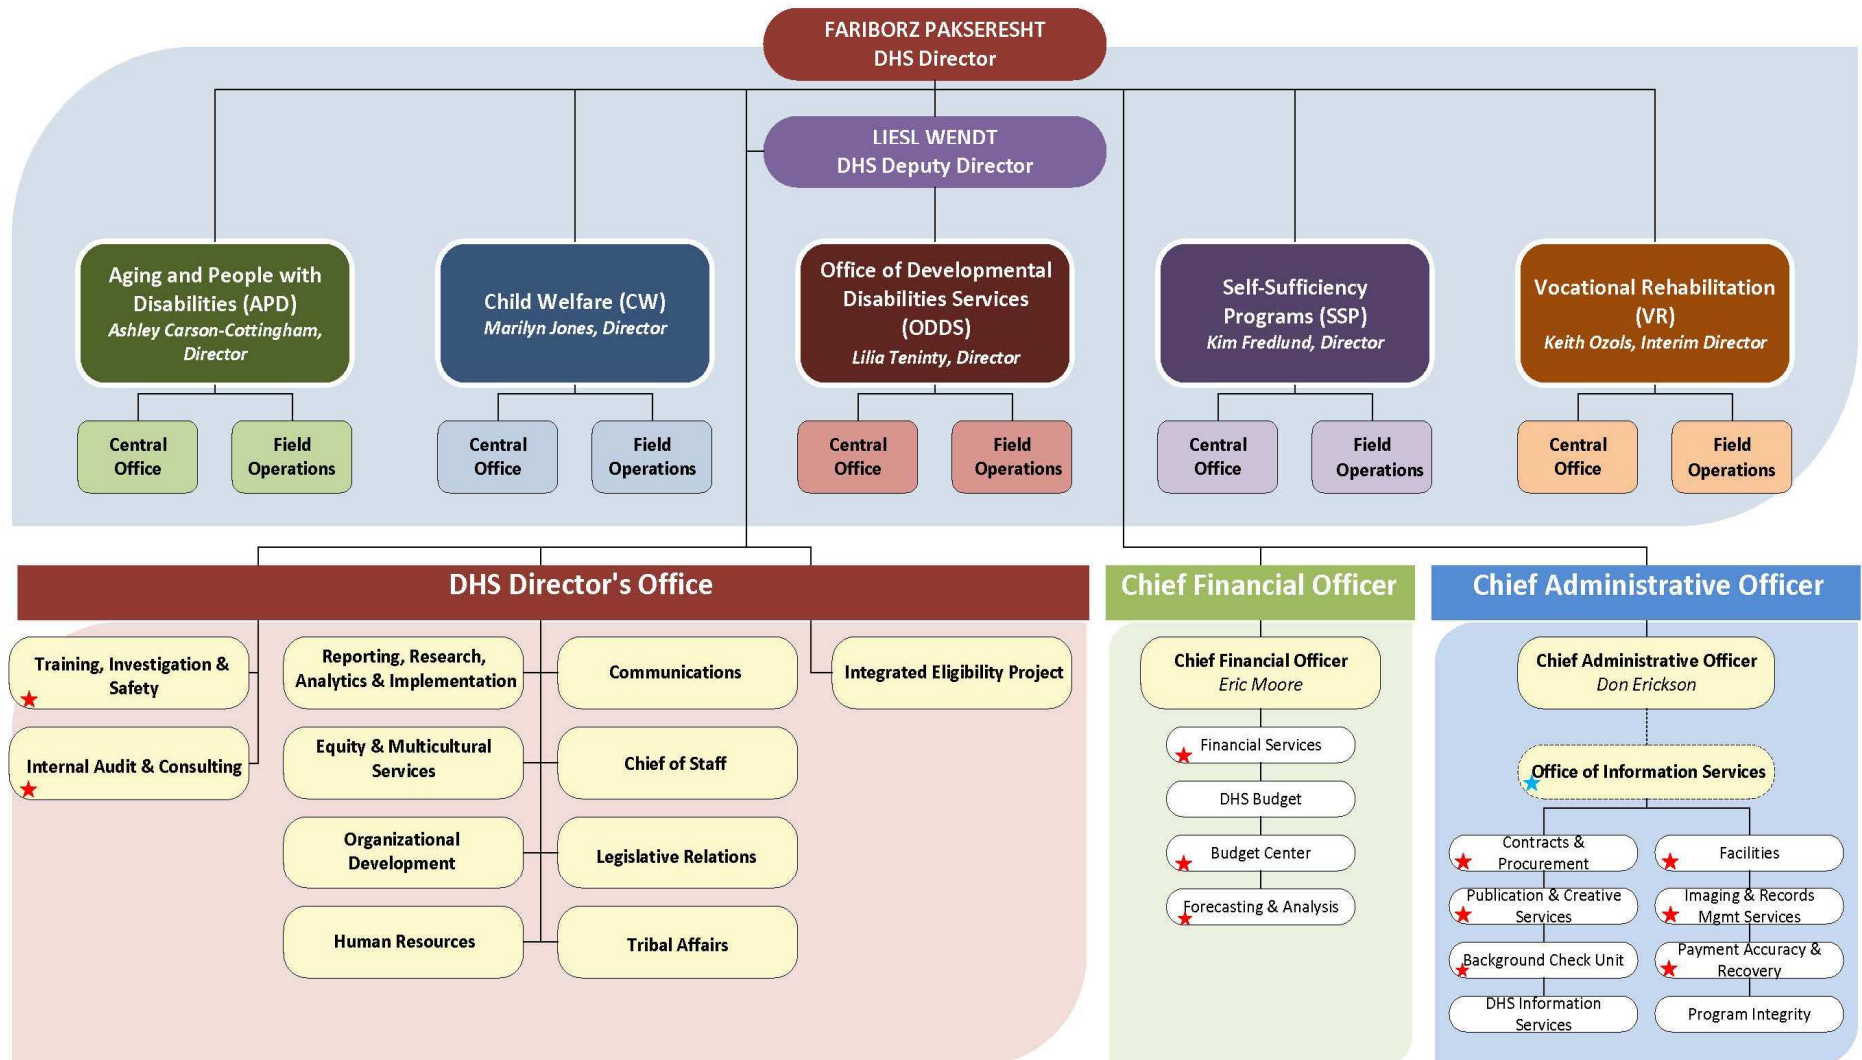 FARIBORZ PAKSERESHT
DHS Director
LIESL WENDT
DHS Deputy Director
Aging and People with
Disabilities (APD)
Ashley Carson-Cottingham,
Director
Child Welfare (CW)
Marilyn Jones, Director
Office of Developmental
Disabilities Services
(ODDS)
Lilia Teninty, Director
Self-Sufficiency
Programs (SSP)
Kim Fredlund, Director
Vocational Rehabilitation
(VR)
Keith Ozols, Interim Director
Central
Office
Field
Operations
Central
Office
Field
Operations
Central
Office
Field
Operations
Central
Office
Field
Operations
Central
Office
Field
Operations
DHS Director's Office
Training, Investigation &
Safety
Internal Audit & Consulting
Reporting, Research,
Analytics & Implementation
Equity & Multicultural
Services
Organizational
Development
Human Resources
Communications
Chief of Staff
Legislative Relations
Tribal Affairs
Integrated Eligibility Project
Chief Financial Officer
Chief Financial Officer
Eric Moore
Financial Services
DHS Budget
Budget Center
Forecasting & Analysis
Chief Administrative Officer
Chief Administrative Officer
Don Erickson
Office of Information Services
Contracts &
Procurement
Publication & Creative
Services
Background Check Unit
DHS Information
Services
Facilities
Imaging & Records
Mgmt Services
Payment Accuracy &
Recovery
Program Integrity